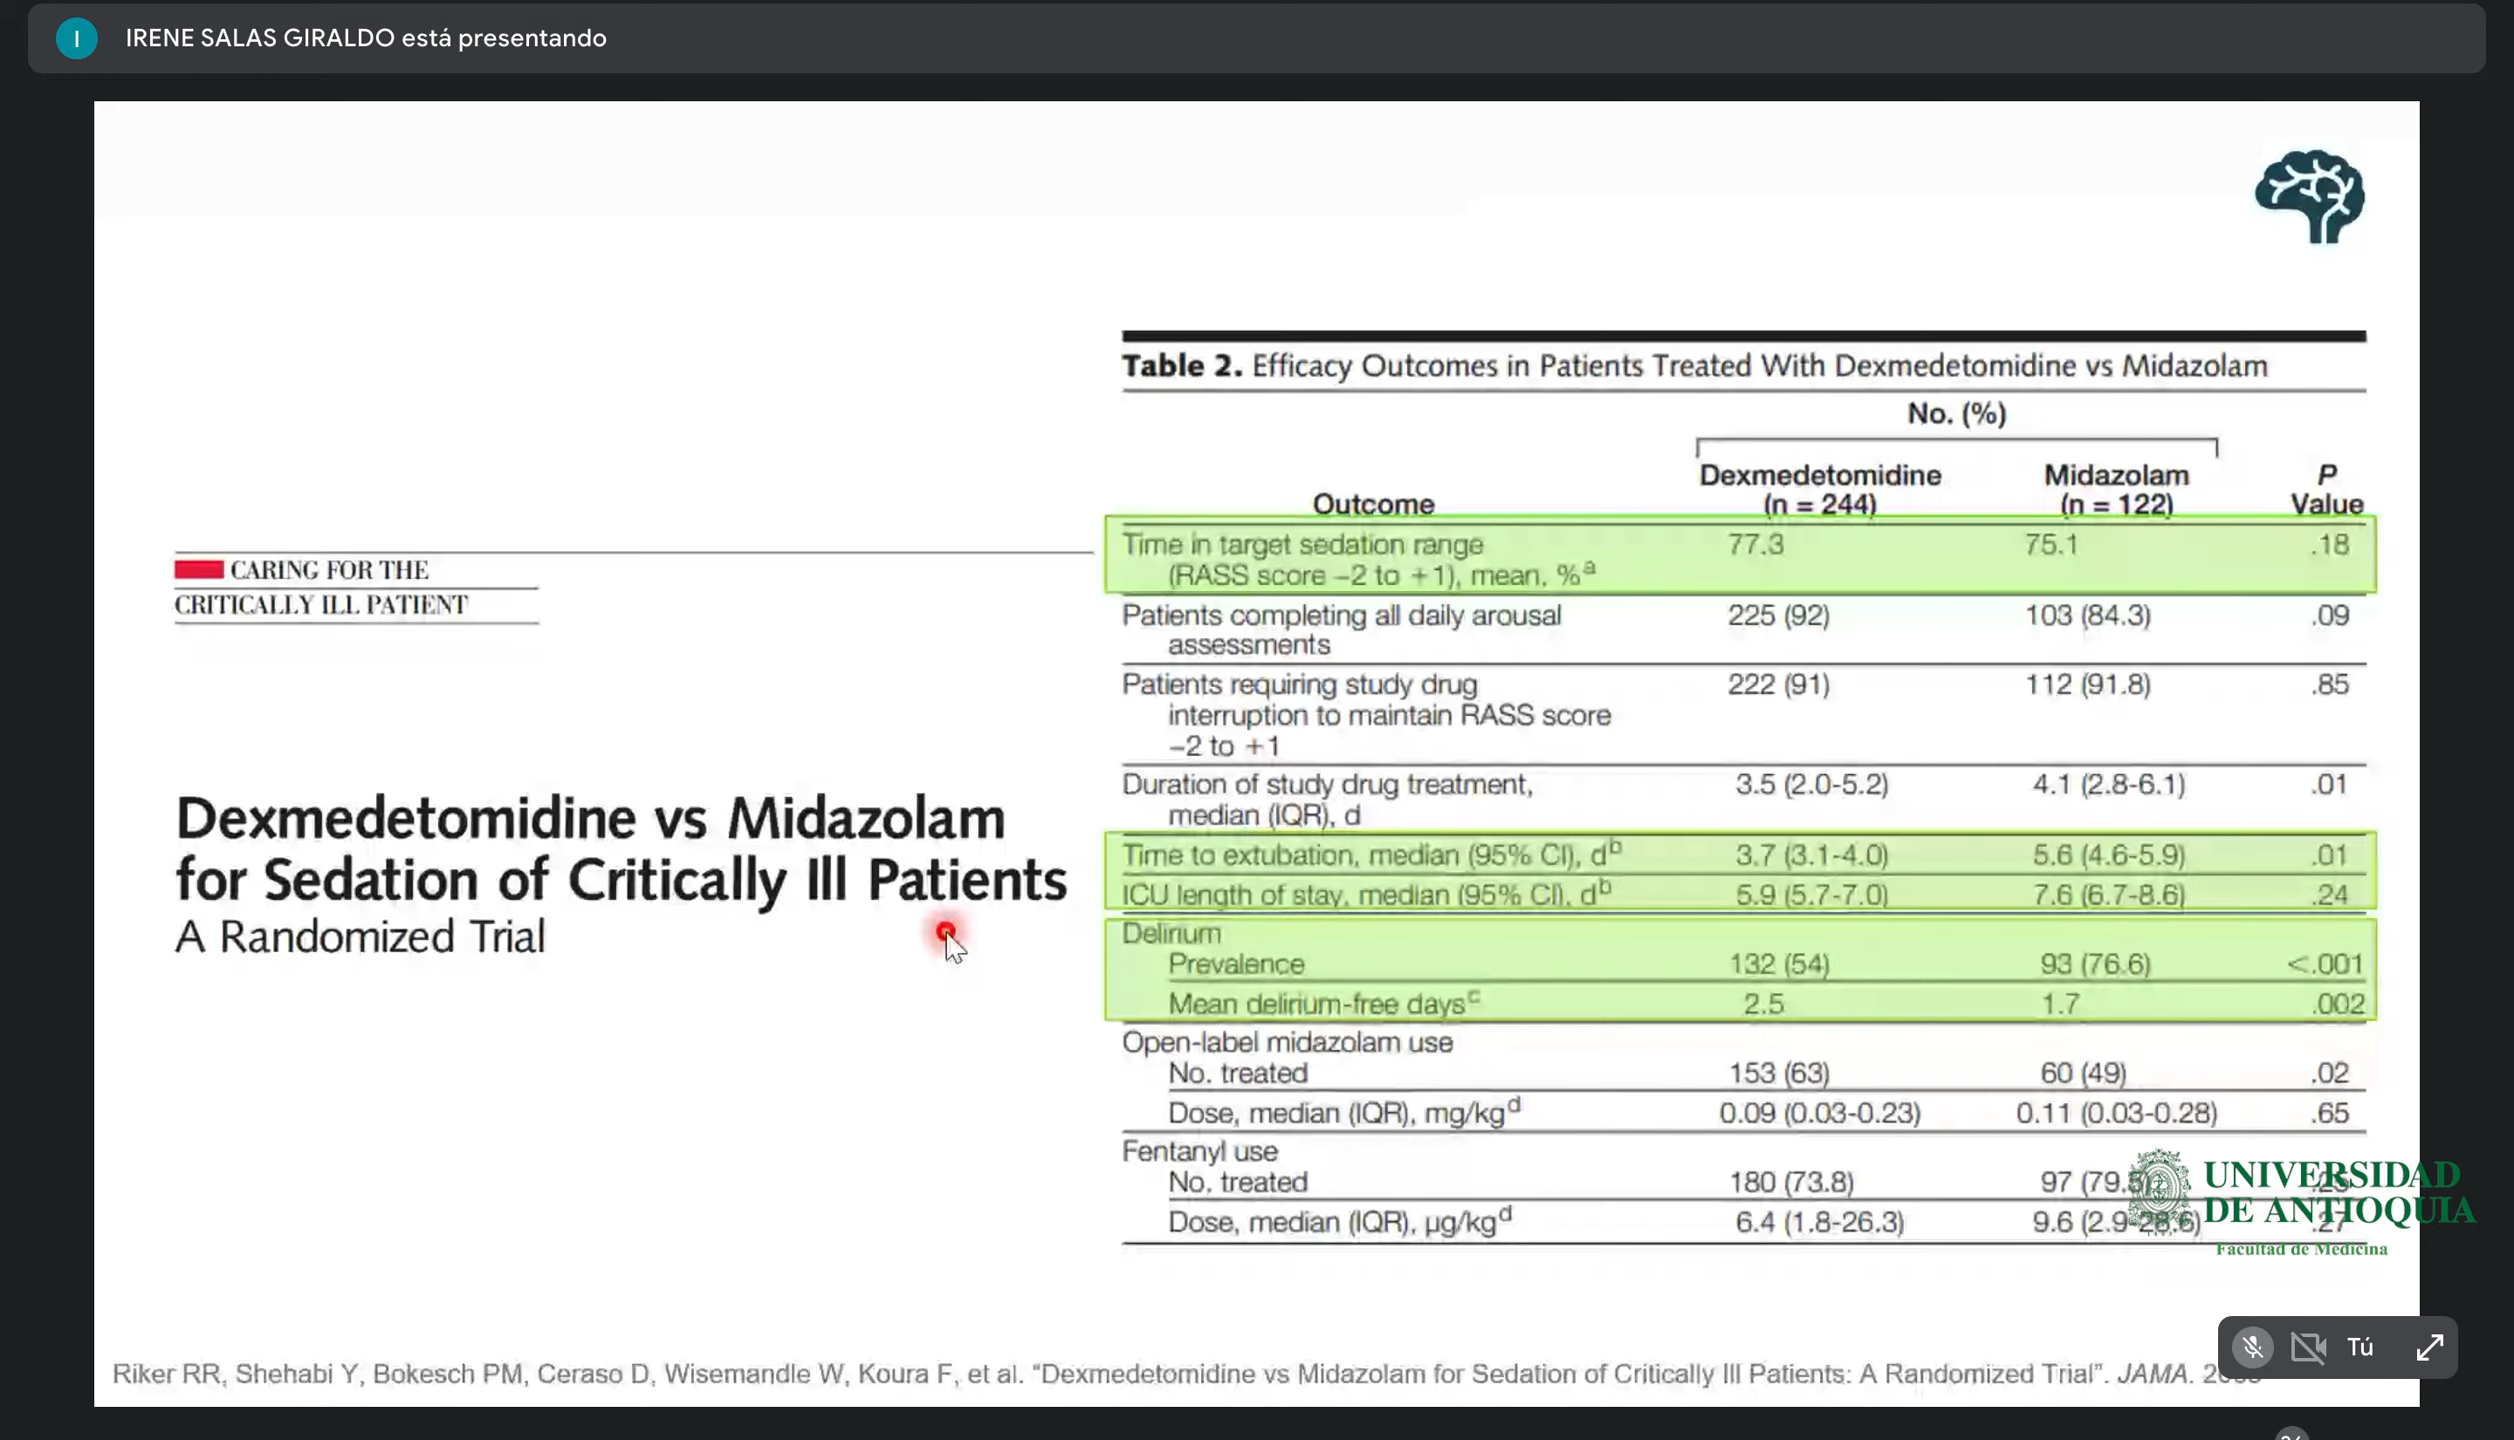 I IRENE SALAS GIRALDO está presentando
CARING FOR THE
CRITICALLY ILL PATIENT
Dexmedetomidine vs Midazolam
for Sedation of Critically Ill Patients
A Randomized Trial
Table 2. Efficacy Outcomes in Patients Treated With Dexmedetomidine vs Midazolam
No. (%)
Dexmedetomidine Midazolam P
Outcome (n = 244) (n = 122) Value
Time in target sedation range 77.3 75.1 .18
(RASS score −2 to +1), mean, %a
Patients completing all daily arousal 225 (92) 103 (84.3) .09
assessments
Patients requiring study drug 222 (91) 112 (91.8) .85
interruption to maintain RASS score
−2 to +1
Duration of study drug treatment, 3.5 (2.0-5.2) 4.1 (2.8-6.1) .01
median (IQR), d
Time to extubation, median (95% CI), db 3.7 (3.1-4.0) 5.6 (4.6-5.9) .01
ICU length of stay, median (95% CI), db 5.9 (5.7-7.0) 7.6 (6.7-8.6) .24
Delirium
Prevalence 132 (54) 93 (76.6) <.001
Mean delirium-free daysc 2.5 1.7 .002
Open-label midazolam use
No. treated 153 (63) 60 (49) .02
Dose, median (IQR), mg/kgd 0.09 (0.03-0.23) 0.11 (0.03-0.28) .65
Fentanyl use
No. treated 180 (73.8) 97
Dose, median (IQR), µg/kgd 6.4 (1.8-26.3) 9.6 .27
UNIVERSIDAD
DE ANTIOQUIA
Facultad de Medicina
Tú
Riker RR, Shehabi Y, Bokesch PM, Ceraso D, Wisemandle W, Koura F, et al. “Dexmedetomidine vs Midazolam for Sedation of Critically Ill Patients: A Randomized Trial”. JAMA.